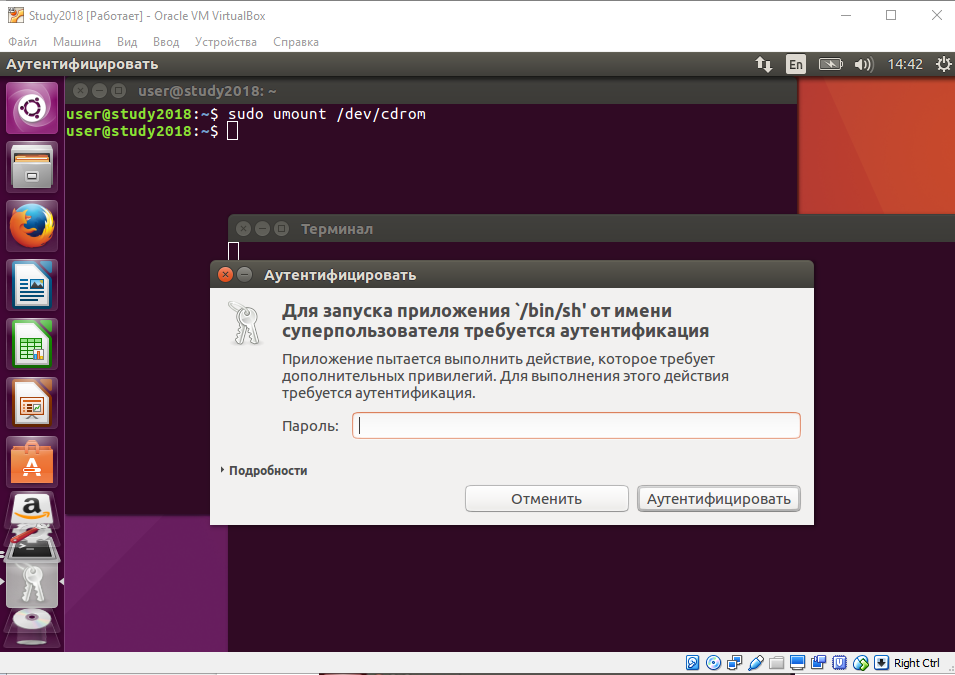 Study2018 [Работает] - Oracle VM VirtualBox
Файл Машина Вид Ввод Устройства Справка
Аутентифицировать En 14:42
user@study2018: ~
user@study2018:~$ sudo umount /dev/cdrom
user@study2018:~$
Терминал
Аутентифицировать
Для запуска приложения `/bin/sh' от имени
суперпользователя требуется аутентификация
Приложение пытается выполнить действие, которое требует
дополнительных привилегий. Для выполнения этого действия
требуется аутентификация.
Пароль:
Подробности
Отменить Аутентифицировать
Right Ctrl